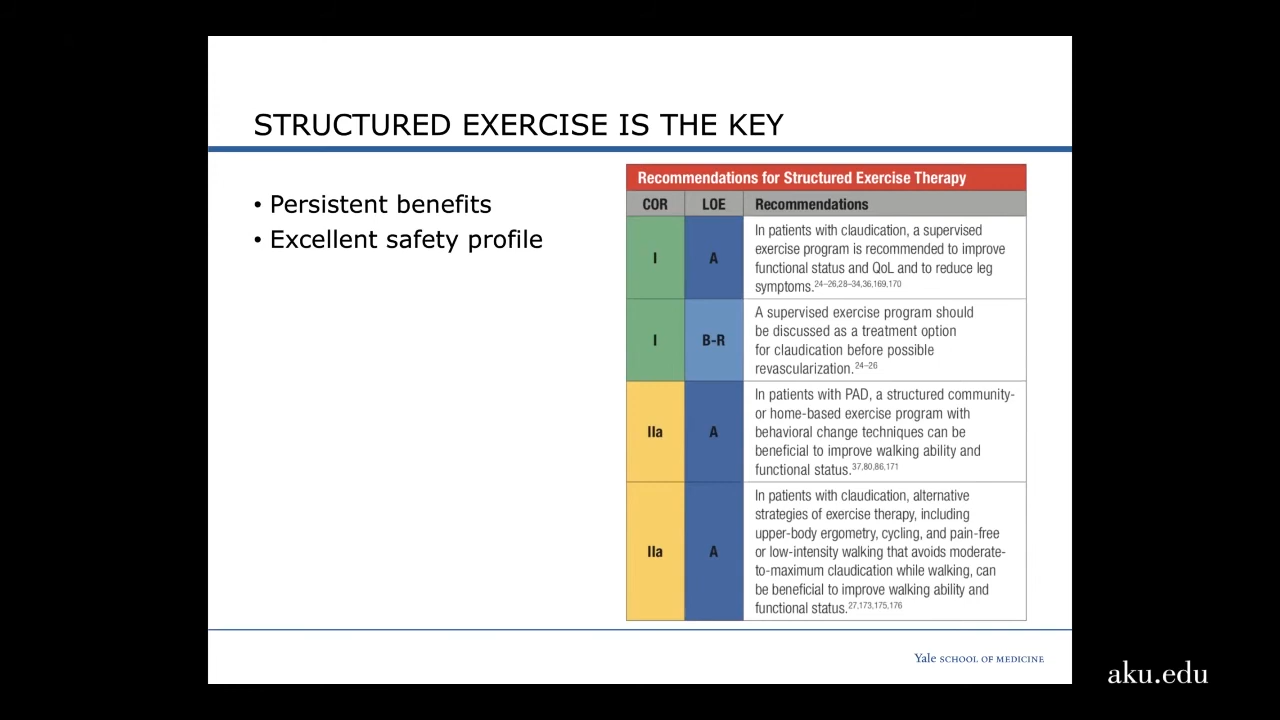 STRUCTURED EXERCISE IS THE KEY
• Persistent benefits
• Excellent safety profile
Recommendations for Structured Exercise Therapy
COR LOE Recommendations
I A In patients with claudication, a supervised
exercise program is recommended to improve
functional status and QoL and to reduce leg
symptoms.24–26,28–34,36,169,170
I B-R A supervised exercise program should
be discussed as a treatment option
for claudication before possible
revascularization.24–26
IIa A In patients with PAD, a structured community-
or home-based exercise program with
behavioral change techniques can be
beneficial to improve walking ability and
functional status.37,80,86,171
IIa A In patients with claudication, alternative
strategies of exercise therapy, including
upper-body ergometry, cycling, and pain-free
or low-intensity walking that avoids moderate-
to-maximum claudication while walking, can
be beneficial to improve walking ability and
functional status.27,173,175,176
Yale SCHOOL OF MEDICINE
aku.edu